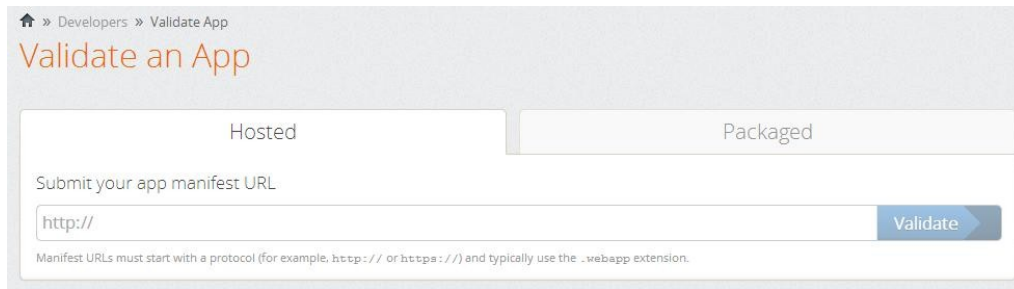 » Developers » Validate App
Validate an App
Hosted
Packaged
Submit your app manifest URL
http://
Validate
Manifest URLs must start with a protocol (for example, http:// or https://) and typically use the .webapp extension.